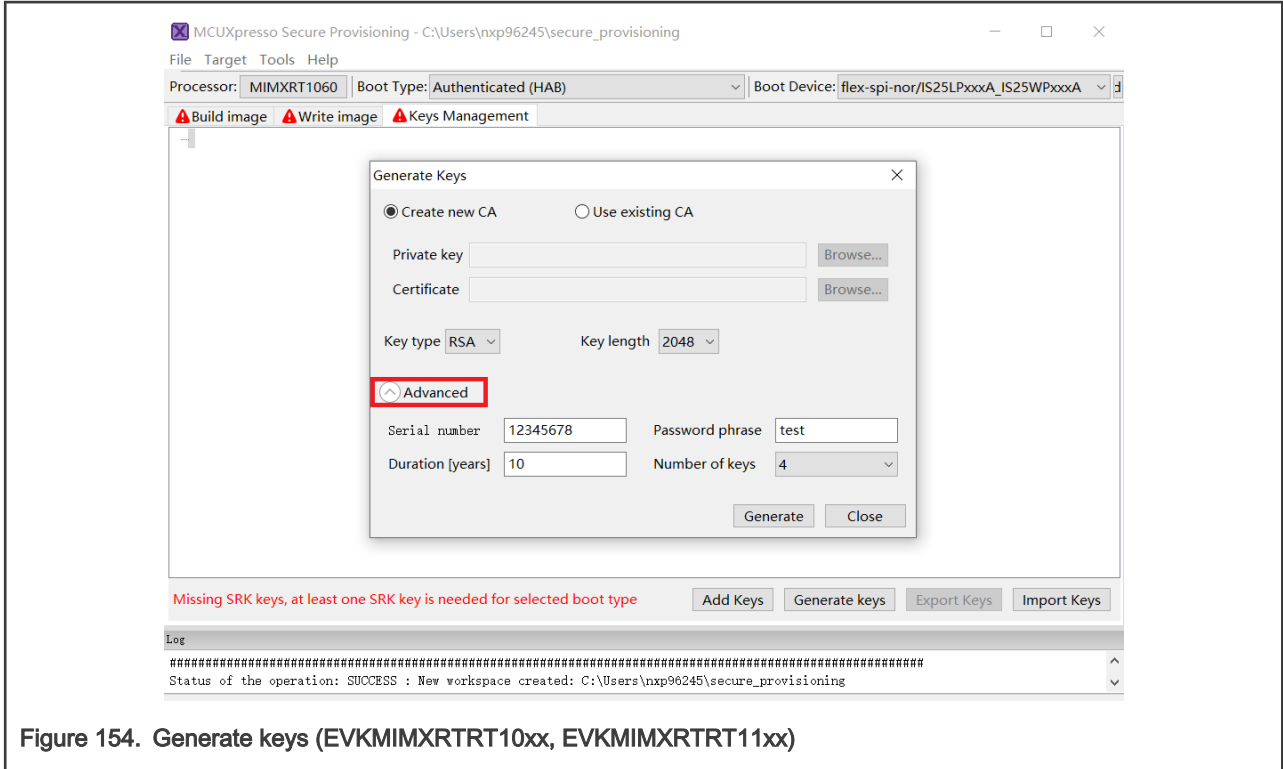 MCUXpresso Secure Provisioning - C:\Users\nxp96245\secure_provisioning
File Target Tools Help
Processor: MIMXRT1060 Boot Type: Authenticated (HAB) Boot Device: flex-spi-nor/IS25LPxxxA_IS25WPxxxA
Build image Write image Keys Management
Generate Keys
Create new CA Use existing CA
Private key Browse...
Certificate Browse...
Key type RSA Key length 2048
Advanced
Serial number 12345678 Password phrase test
Duration [years] 10 Number of keys 4
Generate Close
Missing SRK keys, at least one SRK key is needed for selected boot type Add Keys Generate keys Export Keys Import Keys
Log
Status of the operation: SUCCESS : New workspace created: C:\Users\nxp96245\secure_provisioning
Figure 154. Generate keys (EVKMIMXRTRT10xx, EVKMIMXRTRT11xx)